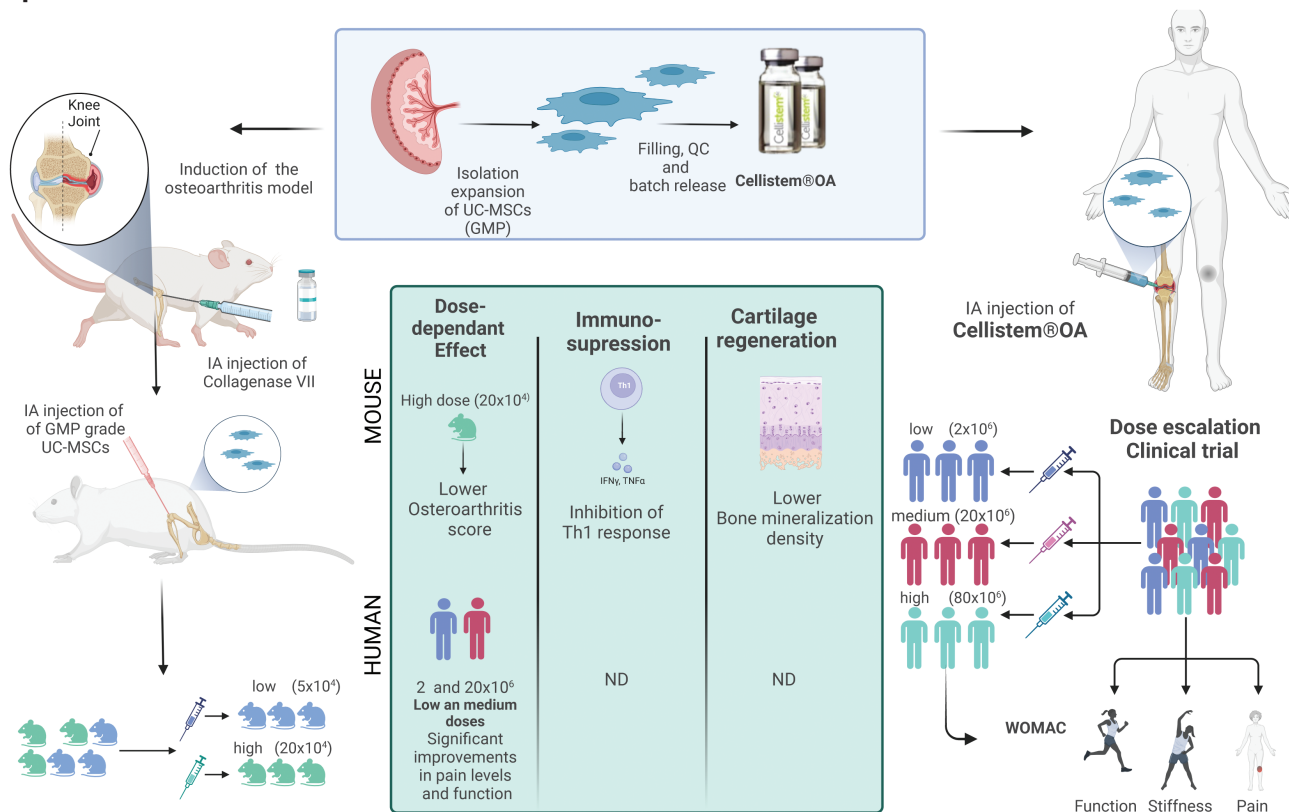 Knee
Joint
Induction of the
osteoarthritis model
Isolation
expansion
of UC-MSCs
(GMP)
Filling, QC
and
batch release
Cellistem®
Cellistem®
Cellistem®OA
IA injection of
Cellistem®OA
IA injection of
Collagenase VII
IA injection of
of GMP grade
UC-MSCs
low (5x10⁴)
high (20x10⁴)
MOUSE
HUMAN
Dose-
dependant
Effect
High dose (20x10⁴)
Lower
Osteroarthritis
score
2 and 20x10⁶
Low an medium
doses
Significant
improvements
in pain levels
and function
Immuno-
supression
Th1
IFNγ, TNFα
Inhibition of
Th1 response
ND
Cartilage
regeneration
Lower
Bone mineralization
density
ND
Dose escalation
Clinical trial
low (2x10⁶)
medium (20x10⁶)
high (80x10⁶)
WOMAC
Function
Stiffness
Pain